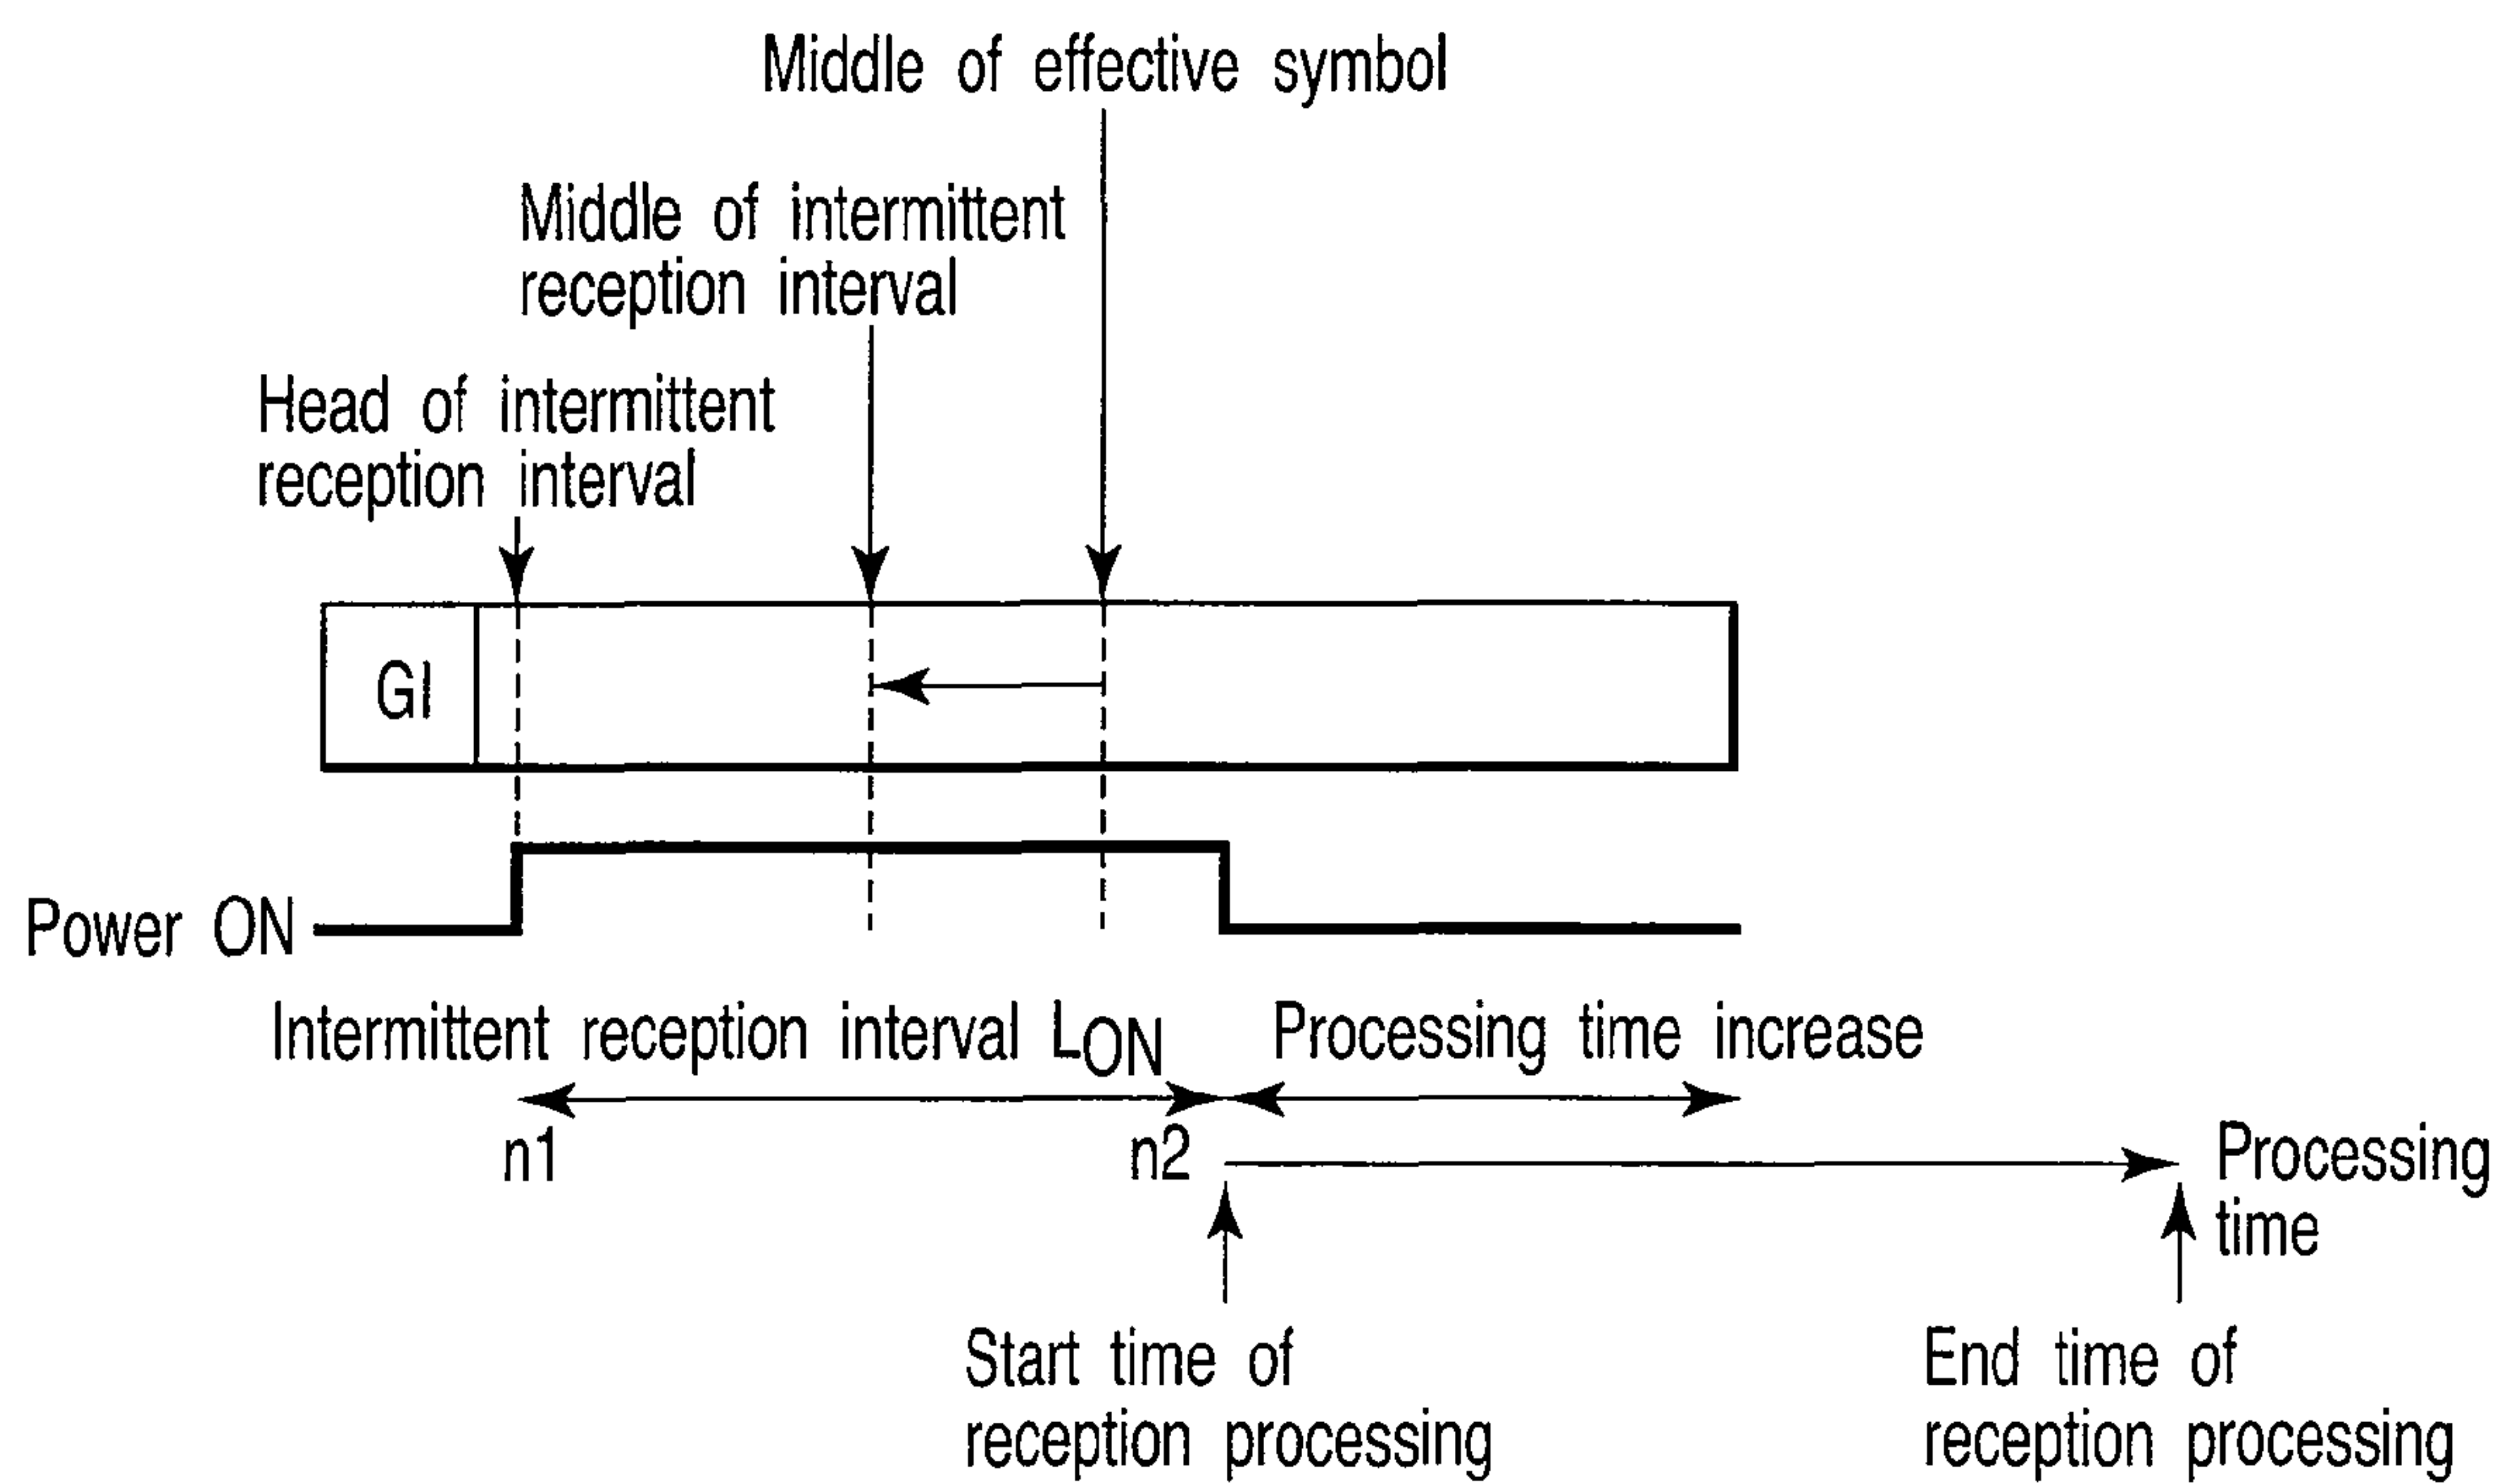 Middle of effective symbol
Middle of intermittent
reception interval
Head of intermittent
reception interval
GI
Power ON
Intermittent reception interval LON
Processing time increase
n1
n2
Processing
time
Start time of
reception processing
End time of
reception processing